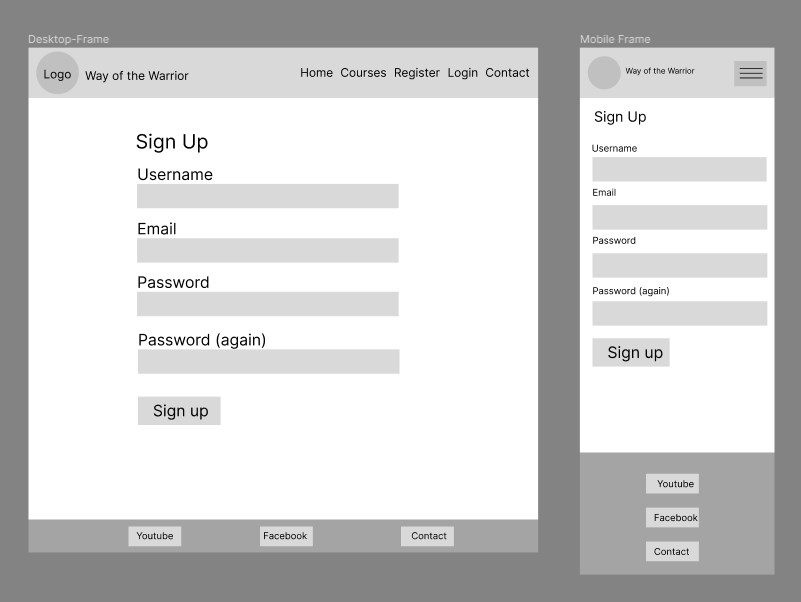 Desktop-Frame
Logo
Way of the Warrior
Home Courses Register Login Contact
Sign Up
Username
Email
Password
Password (again)
Sign up
Youtube
Facebook
Contact
Mobile Frame
Way of the Warrior
Sign Up
Username
Email
Password
Password (again)
Sign up
Youtube
Facebook
Contact